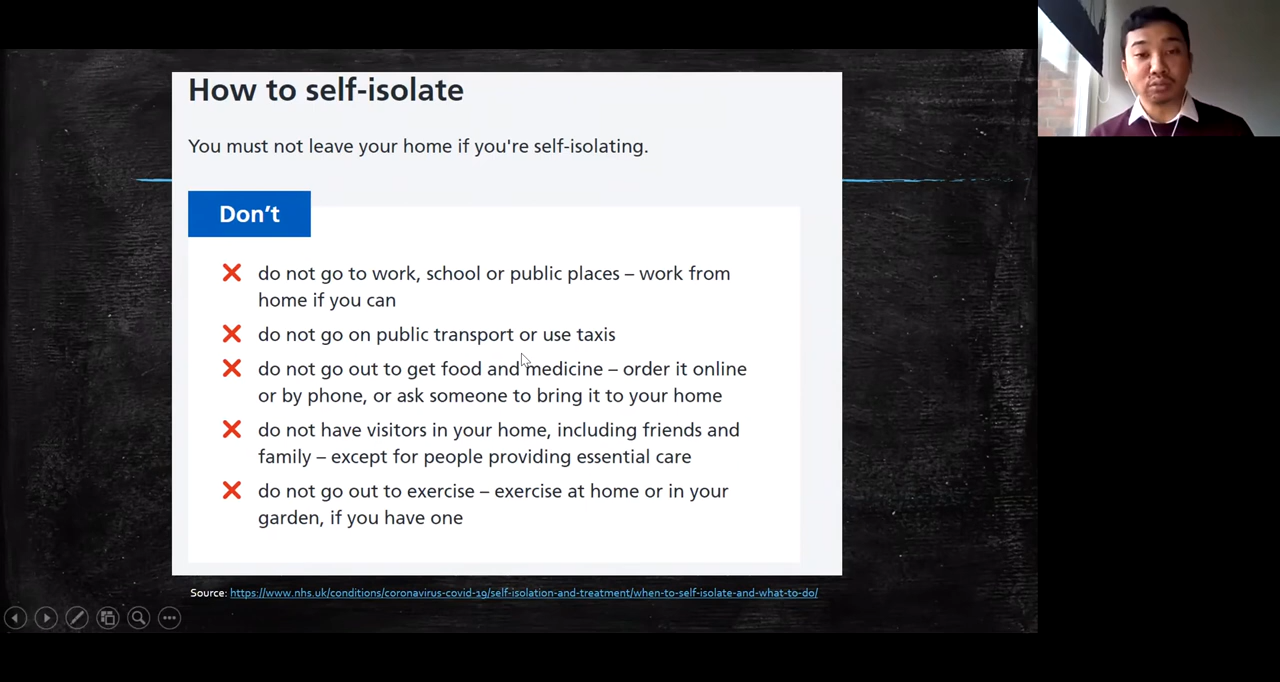 How to self-isolate
You must not leave your home if you're self-isolating.
Don't
do not go to work, school or public places – work from
home if you can
do not go on public transport or use taxis
do not go out to get food and medicine – order it online
or by phone, or ask someone to bring it to your home
do not have visitors in your home, including friends and
family – except for people providing essential care
do not go out to exercise – exercise at home or in your
garden, if you have one
Source: https://www.nhs.uk/conditions/coronavirus-covid-19/self-isolation-and-treatment/when-to-self-isolate-and-what-to-do/